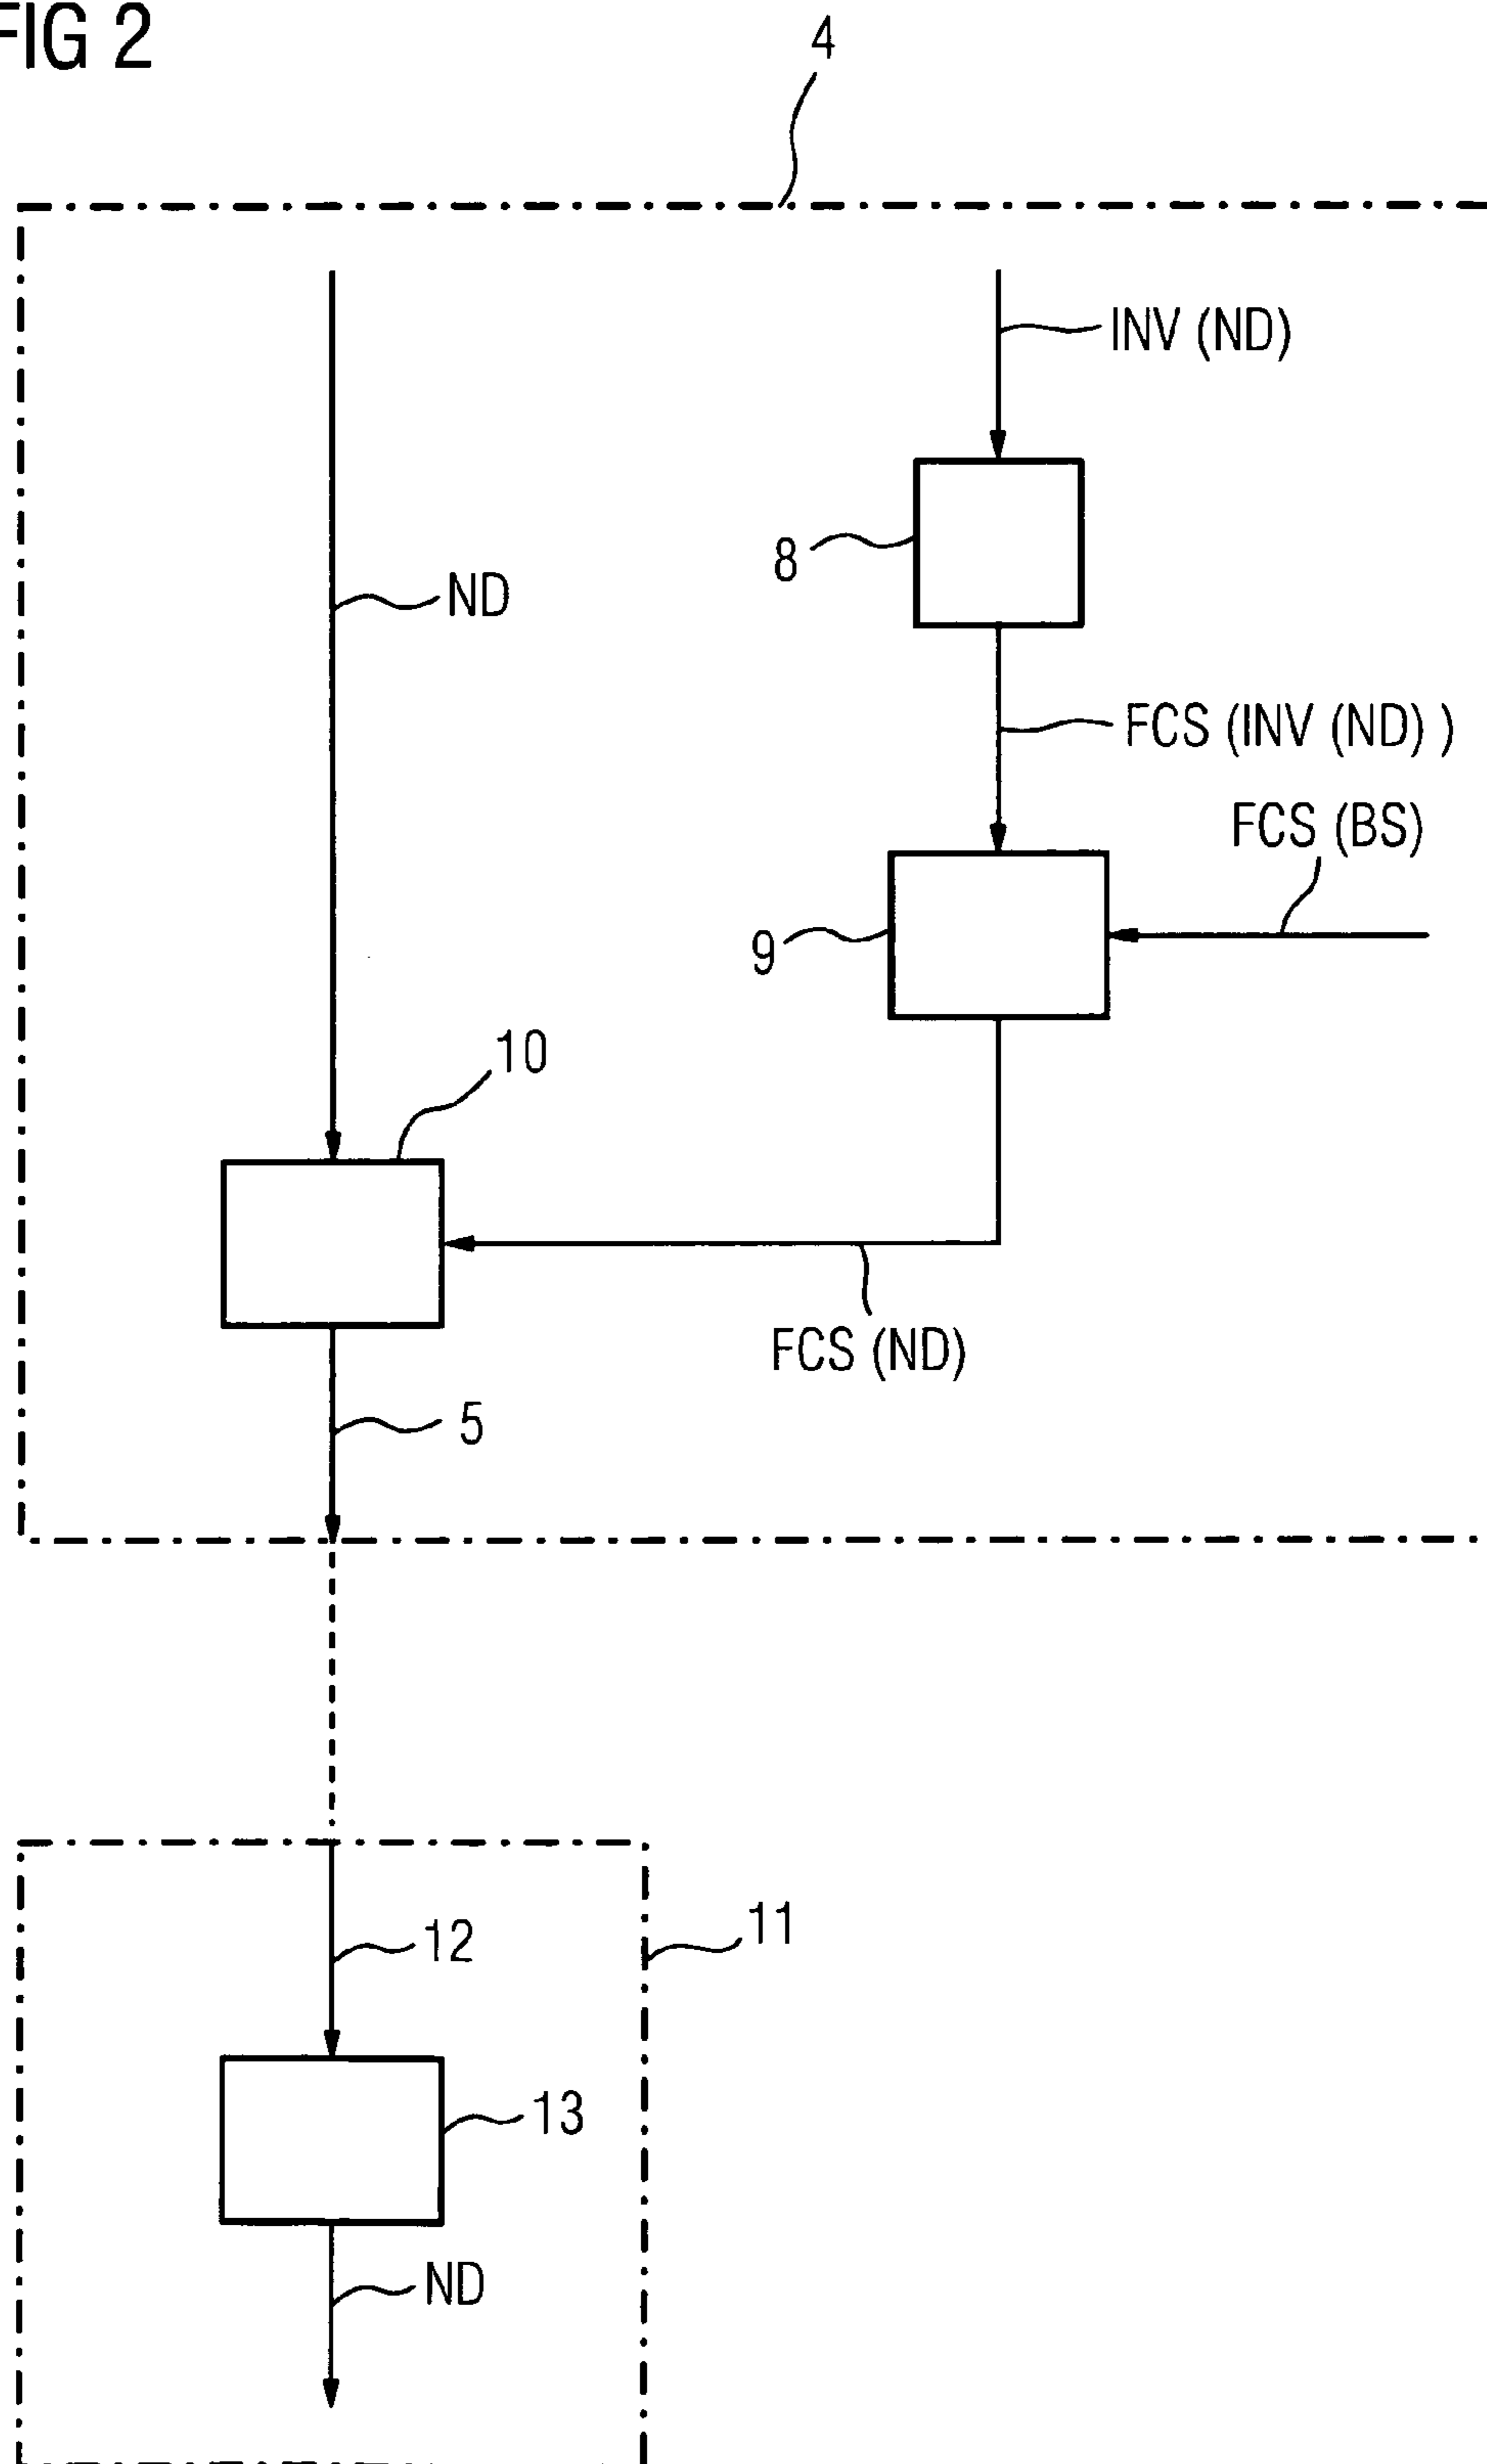 FIG 2
4
INV (ND)
8
ND
FCS (INV (ND) )
FCS (BS)
9
10
FCS (ND)
5
12
11
13
ND